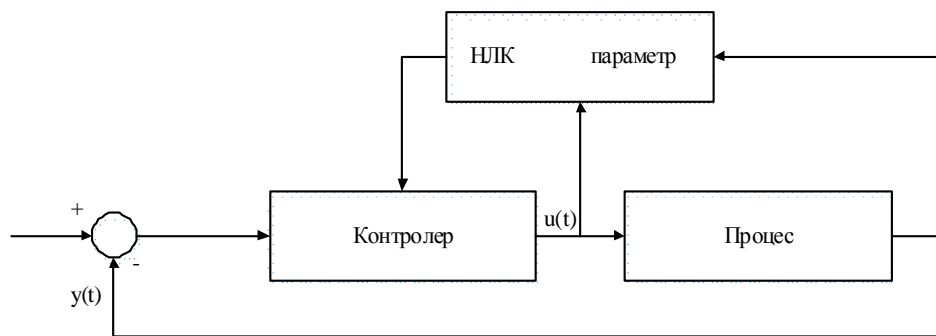 НЛК параметр
+
u(t)
Контролер
Процес
-
y(t)